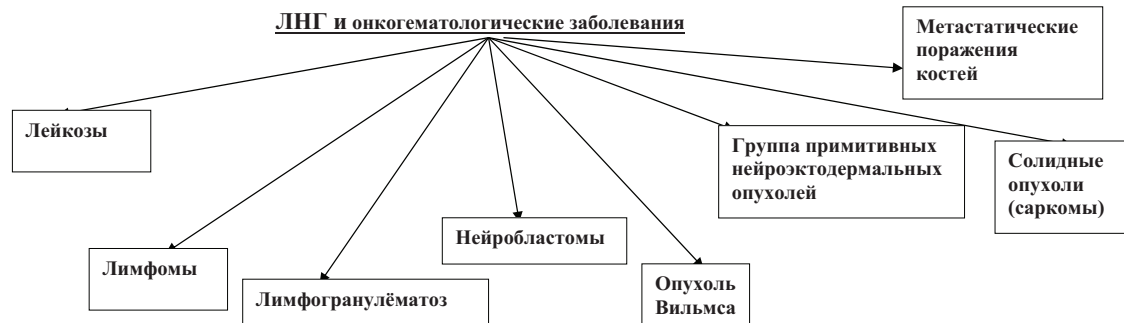 ЛНГ и онкогематологические заболевания
Метастатические
поражения
костей
Лейкозы
Группа примитивных
нейроэктодермальных
опухолей
Солидные
опухоли
(саркомы)
Нейробластомы
Лимфомы
Лимфогранулёматоз
Опухоль
Вильмса